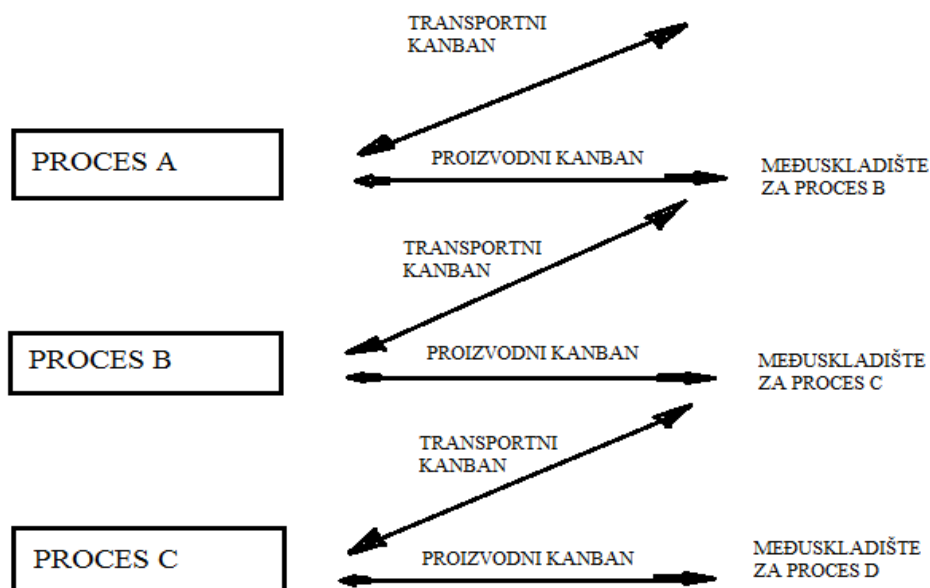 TRANSPORTNI
KANBAN
PROCES A
PROIZVODNI KANBAN
MEĐUSKLADIŠTE
ZA PROCES B
TRANSPORTNI
KANBAN
PROCES B
PROIZVODNI KANBAN
MEĐUSKLADIŠTE
ZA PROCES C
TRANSPORTNI
KANBAN
PROCES C
PROIZVODNI KANBAN
MEĐUSKLADIŠTE
ZA PROCES D